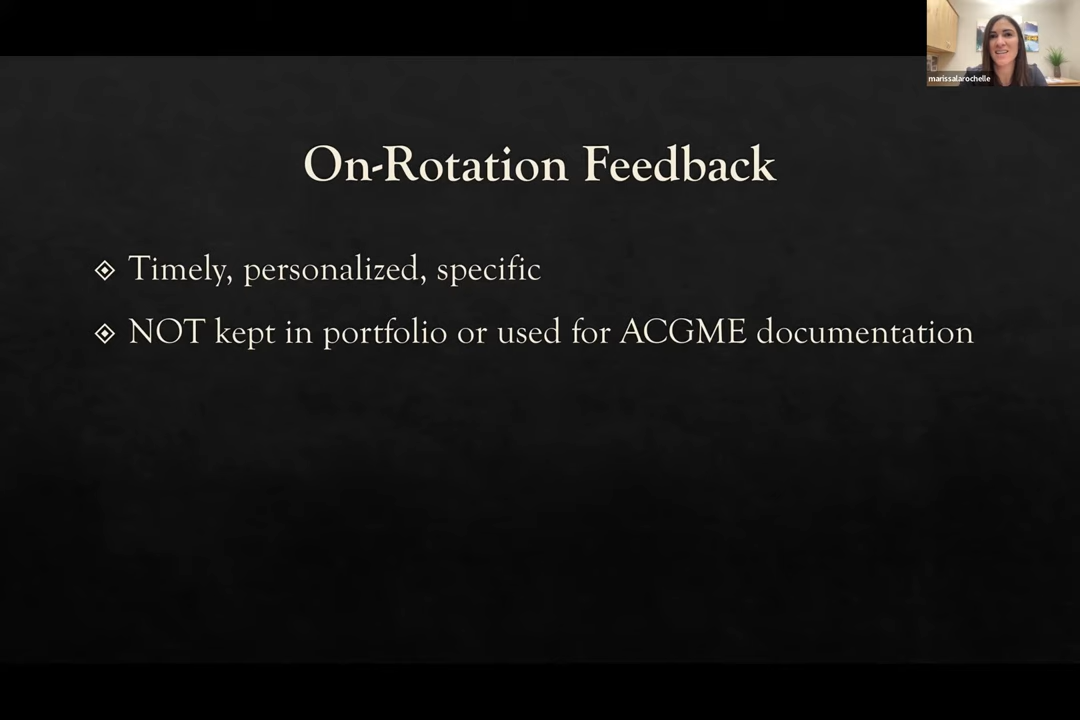 marissalarochelle
On-Rotation Feedback
Timely, personalized, specific
NOT kept in portfolio or used for ACGME documentation